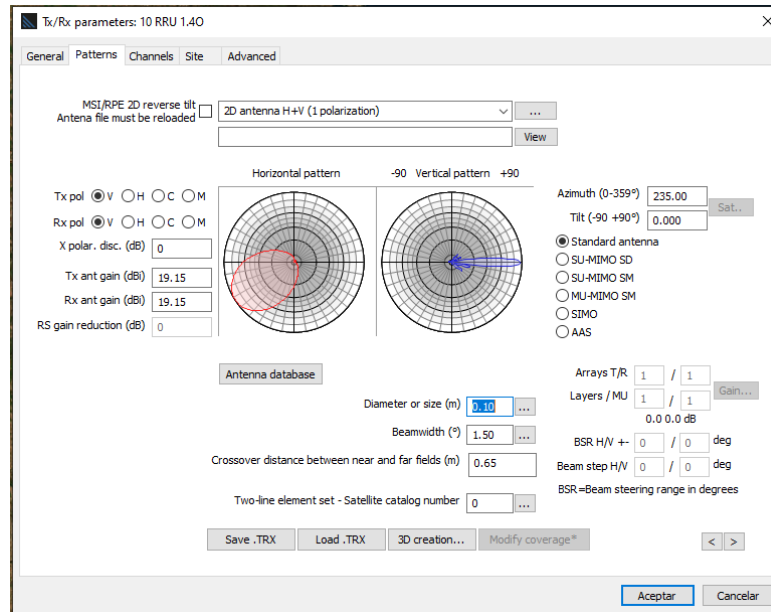 Tx/Rx parameters: 10 RRU 1.4O
General Patterns Channels Site Advanced
MSI/RPE 2D reverse tilt
Antena file must be reloaded
2D antenna H+V (1 polarization)
...
View
Horizontal pattern
-90 Vertical pattern +90
Tx pol V H C M
Rx pol V H C M
X polar. disc. (dB) 0
Tx ant gain (dBi) 19.15
Rx ant gain (dBi) 19.15
RS gain reduction (dB) 0
Azimuth (0-359°) 235.00
Tilt (-90 +90°) 0.000
Sat..
Standard antenna
SU-MIMO SD
SU-MIMO SM
MU-MIMO SM
SIMO
AAS
Antenna database
Diameter or size (m) 0.10 ...
Beamwidth (°) 1.50 ...
Crossover distance between near and far fields (m) 0.65
Two-line element set - Satellite catalog number 0 ...
Arrays T/R 1 / 1
Layers / MU 1 / 1
Gain...
0.0 0.0 dB
BSR H/V +- 0 / 0 deg
Beam step H/V 0 / 0 deg
BSR=Beam steering range in degrees
Save .TRX Load .TRX 3D creation... Modify coverage* < >
Aceptar Cancelar